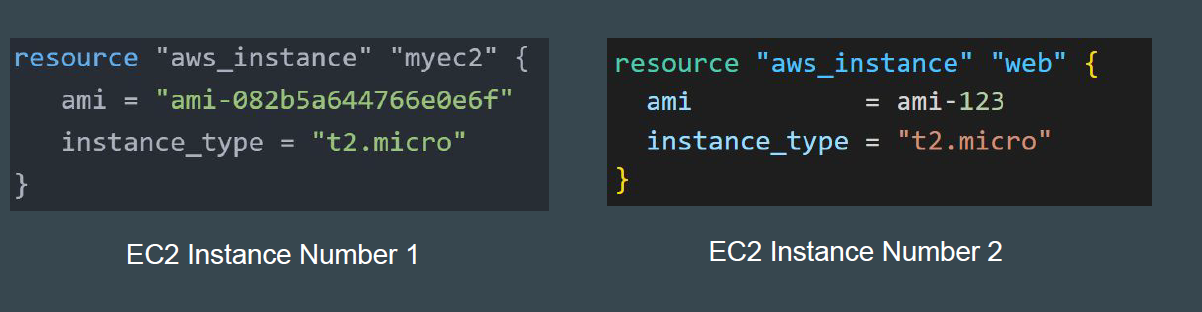 resource "aws_instance" "myec2" {
ami = "ami-082b5a644766e0e6f"
instance_type = "t2.micro"
}
EC2 Instance Number 1
resource "aws_instance" "web" {
ami = ami-123
instance_type = "t2.micro"
}
EC2 Instance Number 2